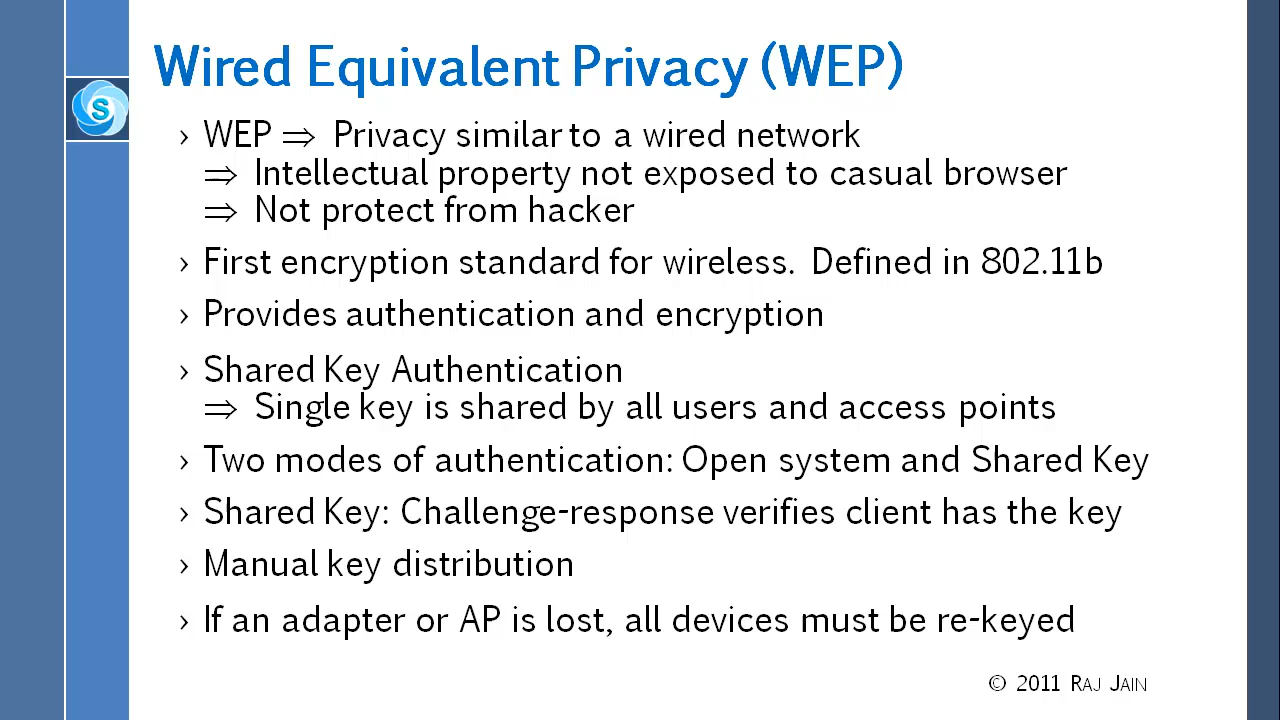 Wired Equivalent Privacy (WEP)
S
› WEP ⇒ Privacy similar to a wired network
⇒ Intellectual property not exposed to casual browser
⇒ Not protect from hacker
› First encryption standard for wireless. Defined in 802.11b
› Provides authentication and encryption
› Shared Key Authentication
⇒ Single key is shared by all users and access points
› Two modes of authentication: Open system and Shared Key
› Shared Key: Challenge-response verifies client has the key
› Manual key distribution
› If an adapter or AP is lost, all devices must be re-keyed
© 2011 RAJ JAIN